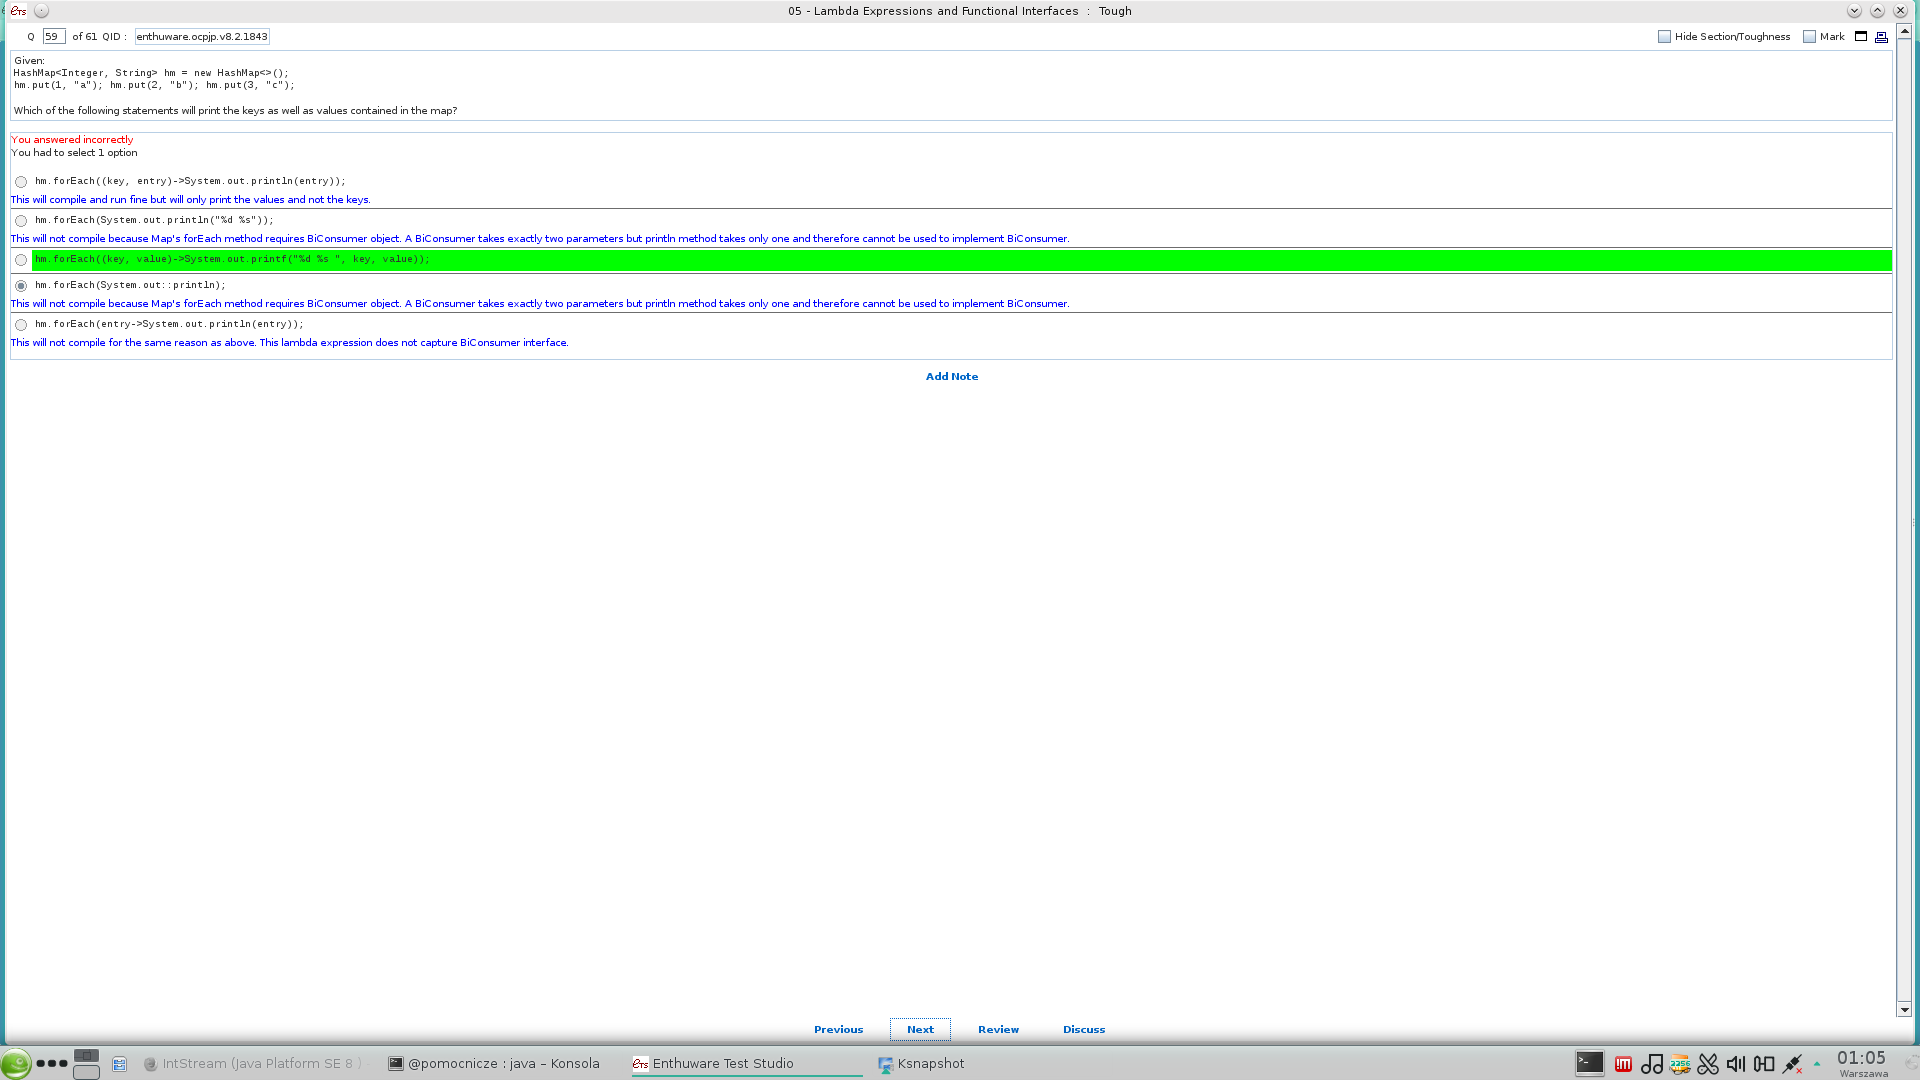 ETS
05 - Lambda Expressions and Functional Interfaces : Tough
Q 59 of 61 QID : enthuware.ocpjp.v8.2.1843
Hide Section/Toughness Mark
Given:
HashMap<Integer, String> hm = new HashMap<>();
hm.put(1, "a"); hm.put(2, "b"); hm.put(3, "c");
Which of the following statements will print the keys as well as values contained in the map?
You answered incorrectly
You had to select 1 option
hm.forEach((key, entry)->System.out.println(entry));
This will compile and run fine but will only print the values and not the keys.
hm.forEach(System.out.println("%d %s"));
This will not compile because Map's forEach method requires BiConsumer object. A BiConsumer takes exactly two parameters but println method takes only one and therefore cannot be used to implement BiConsumer.
hm.forEach((key, value)->System.out.printf("%d %s ", key, value));
hm.forEach(System.out::println);
This will not compile because Map's forEach method requires BiConsumer object. A BiConsumer takes exactly two parameters but println method takes only one and therefore cannot be used to implement BiConsumer.
hm.forEach(entry->System.out.println(entry));
This will not compile for the same reason as above. This lambda expression does not capture BiConsumer interface.
Add Note
Previous Next Review Discuss
IntStream (Java Platform SE 8 ) @pomocnicze : java – Konsola ETS Enthuware Test Studio Ksnapshot 01:05
Warszawa